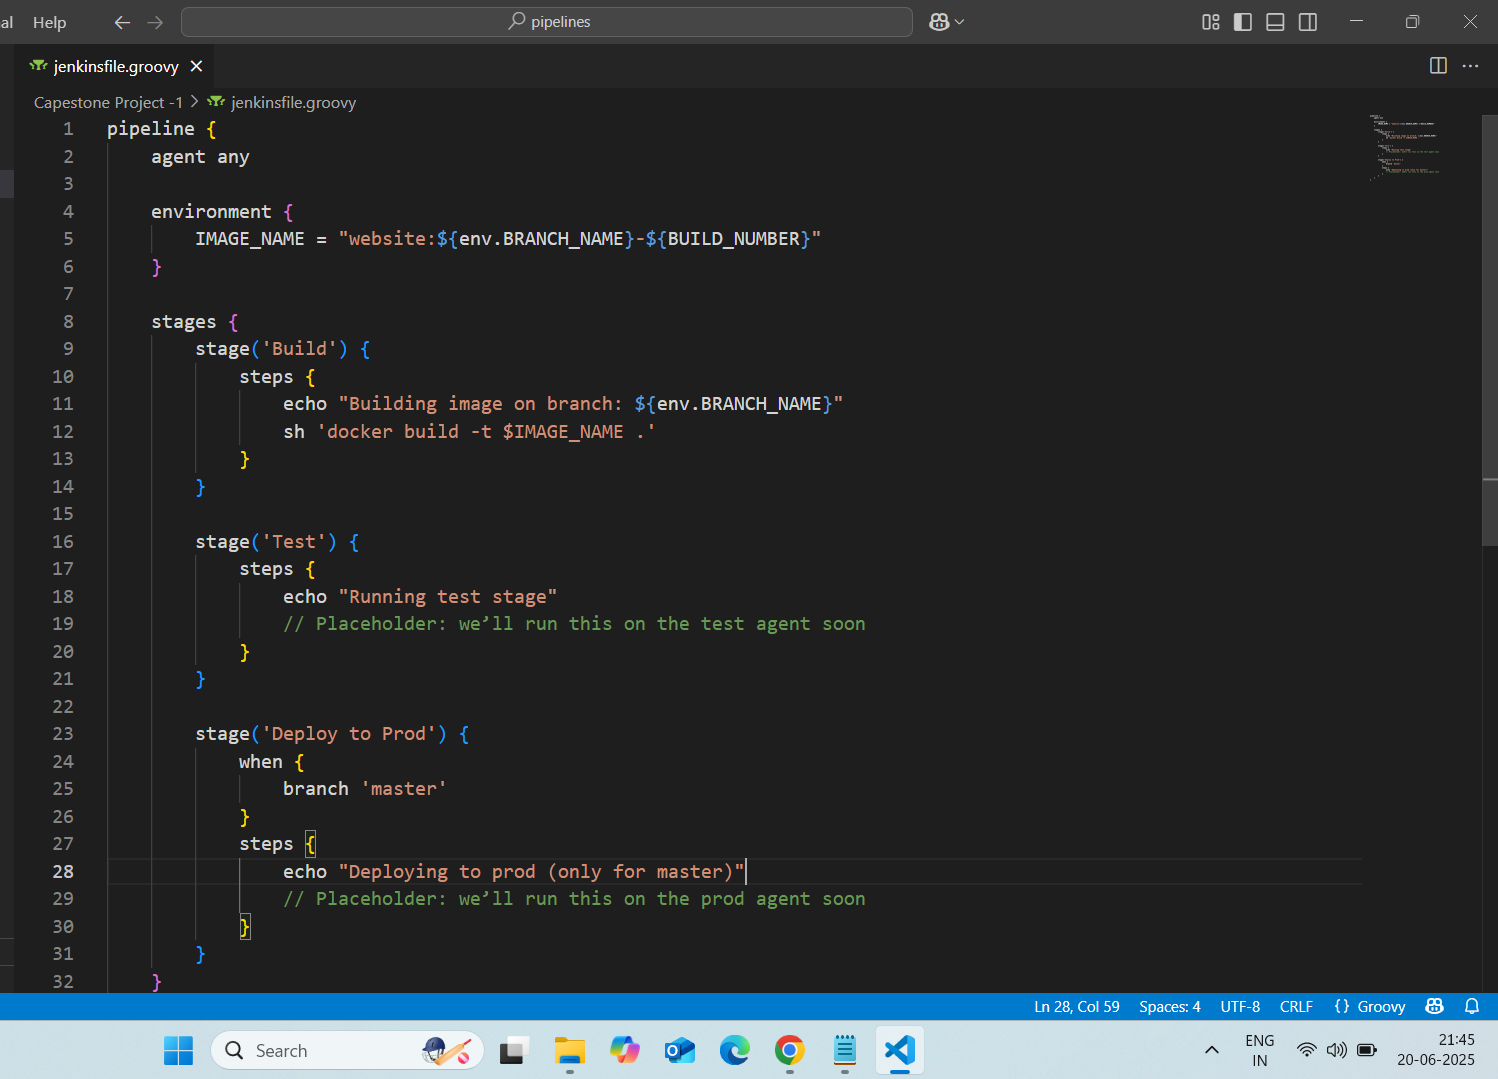 al Help pipelines
jenkinsfile.groovy
Capestone Project -1 > jenkinsfile.groovy
1 pipeline {
2 agent any
3
4 environment {
5 IMAGE_NAME = "website:${env.BRANCH_NAME}-${BUILD_NUMBER}"
6 }
7
8 stages {
9 stage('Build') {
10 steps {
11 echo "Building image on branch: ${env.BRANCH_NAME}"
12 sh 'docker build -t $IMAGE_NAME .'
13 }
14 }
15
16 stage('Test') {
17 steps {
18 echo "Running test stage"
19 // Placeholder: we’ll run this on the test agent soon
20 }
21 }
22
23 stage('Deploy to Prod') {
24 when {
25 branch 'master'
26 }
27 steps {
28 echo "Deploying to prod (only for master)"
29 // Placeholder: we’ll run this on the prod agent soon
30 }
31 }
32 }
Ln 28, Col 59 Spaces: 4 UTF-8 CRLF {} Groovy
Search
ENG
IN
21:45
20-06-2025